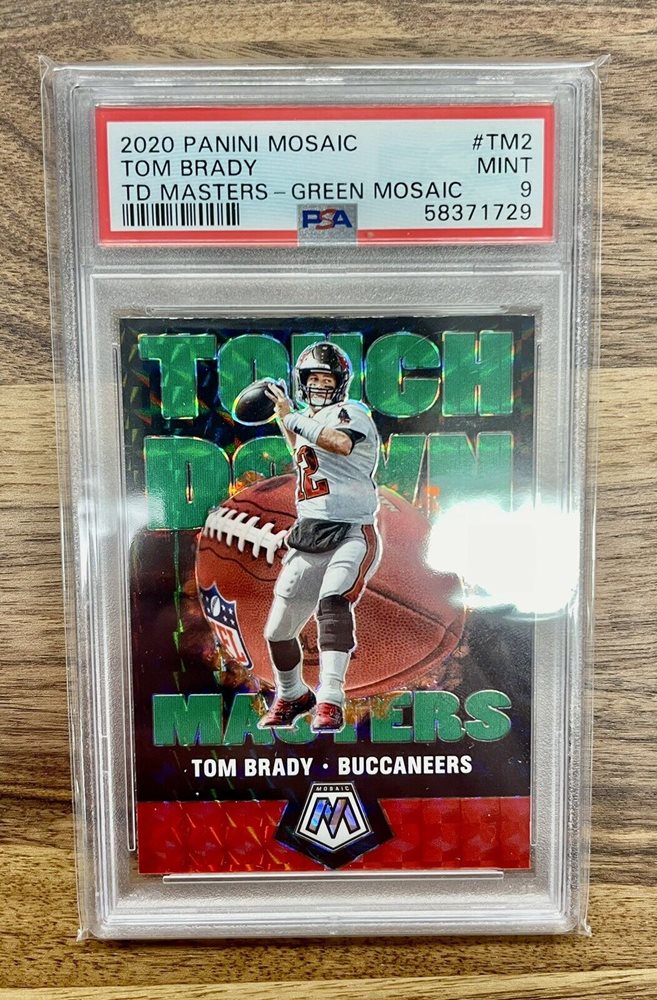 2020 PANINI MOSAIC #TM2
TOM BRADY MINT
TD MASTERS - GREEN MOSAIC 9
PSA 58371729
TOUCH
DOWN
12
NFL
MASTERS
TOM BRADY • BUCCANEERS
MOSAIC
M